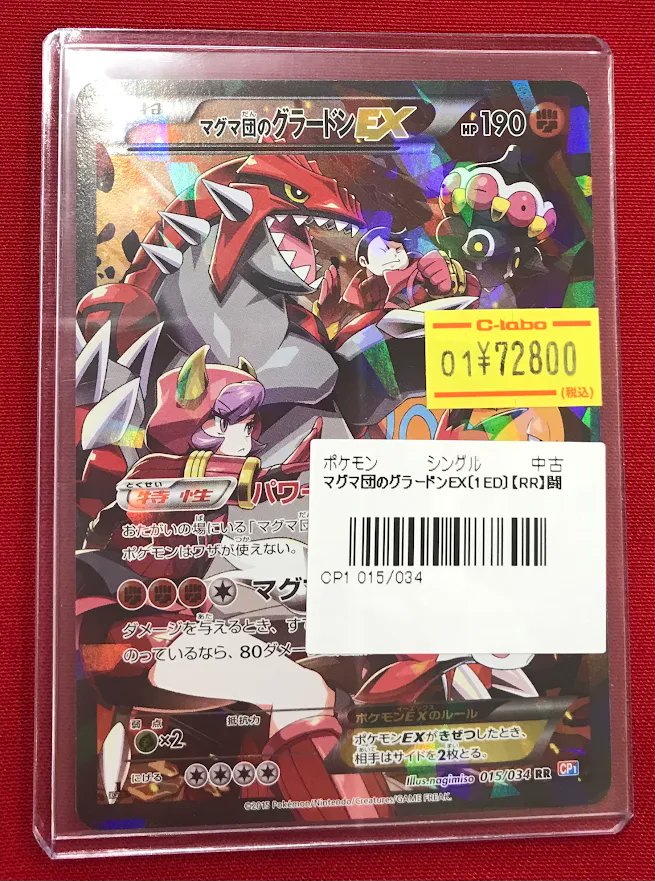 たね
マグマ団のグラードンEX
だん
HP190
C-labo
01¥72800
(税込)
ポケモン シングル 中古
マグマ団のグラードンEX〔1ED〕【RR】闘
CP1 015/034
とくせい
特性 パワー
おたがいの場にいる「マグマ団
ポケモンはワザが使えない。
マグマ
ダメージを与えるとき、す
のっているなら、80ダメー
弱点 抵抗力
×2
にげる
ポケモンEXのルール
ポケモンEXがきぜつしたとき、
相手はサイドを2枚とる。
Illus.nagimiso 015/034 RR CP1
©2015 Pokémon/Nintendo/Creatures/GAME FREAK.